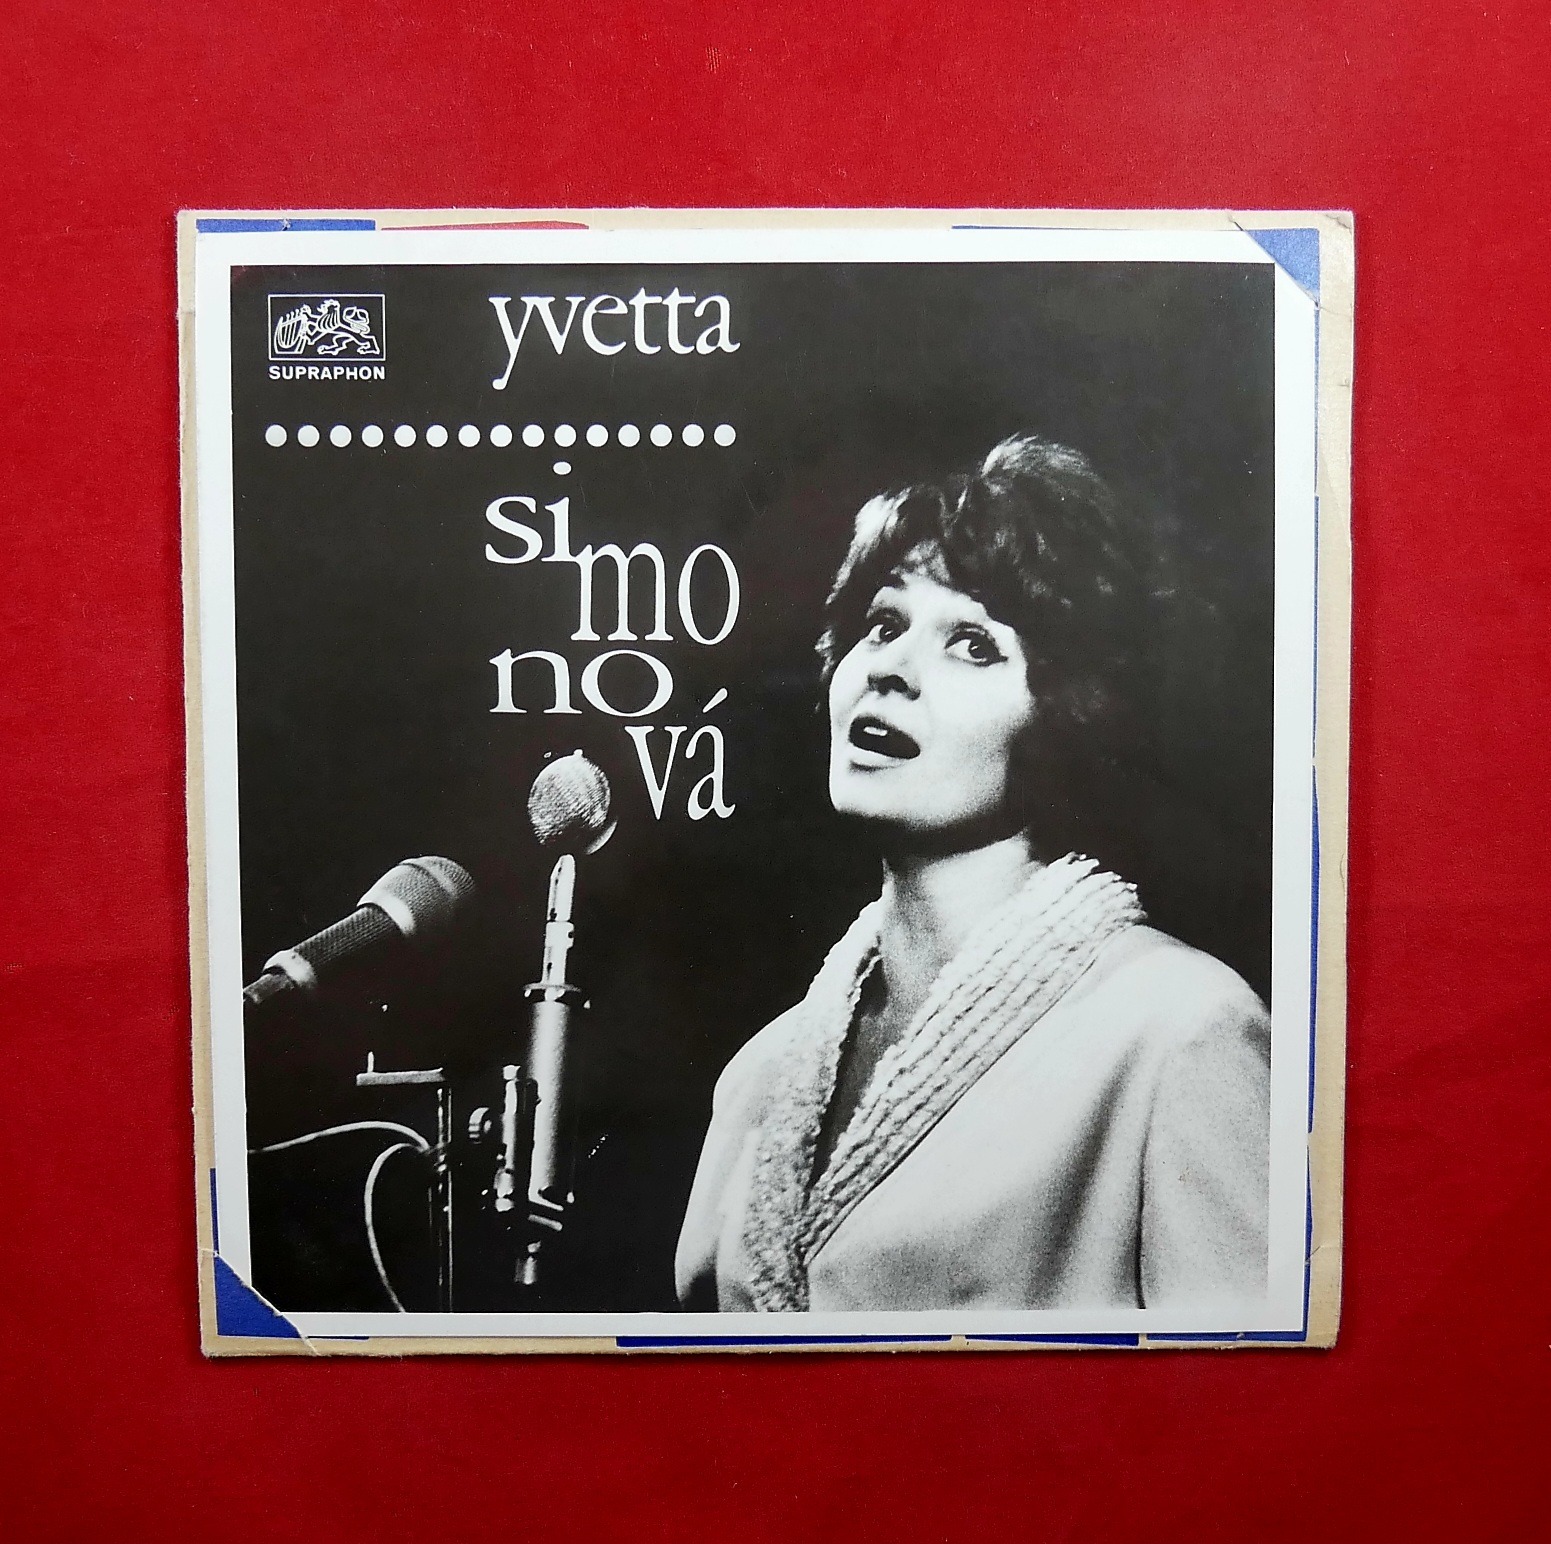 yvetta
SUPRAPHON
si
mo
no
vá